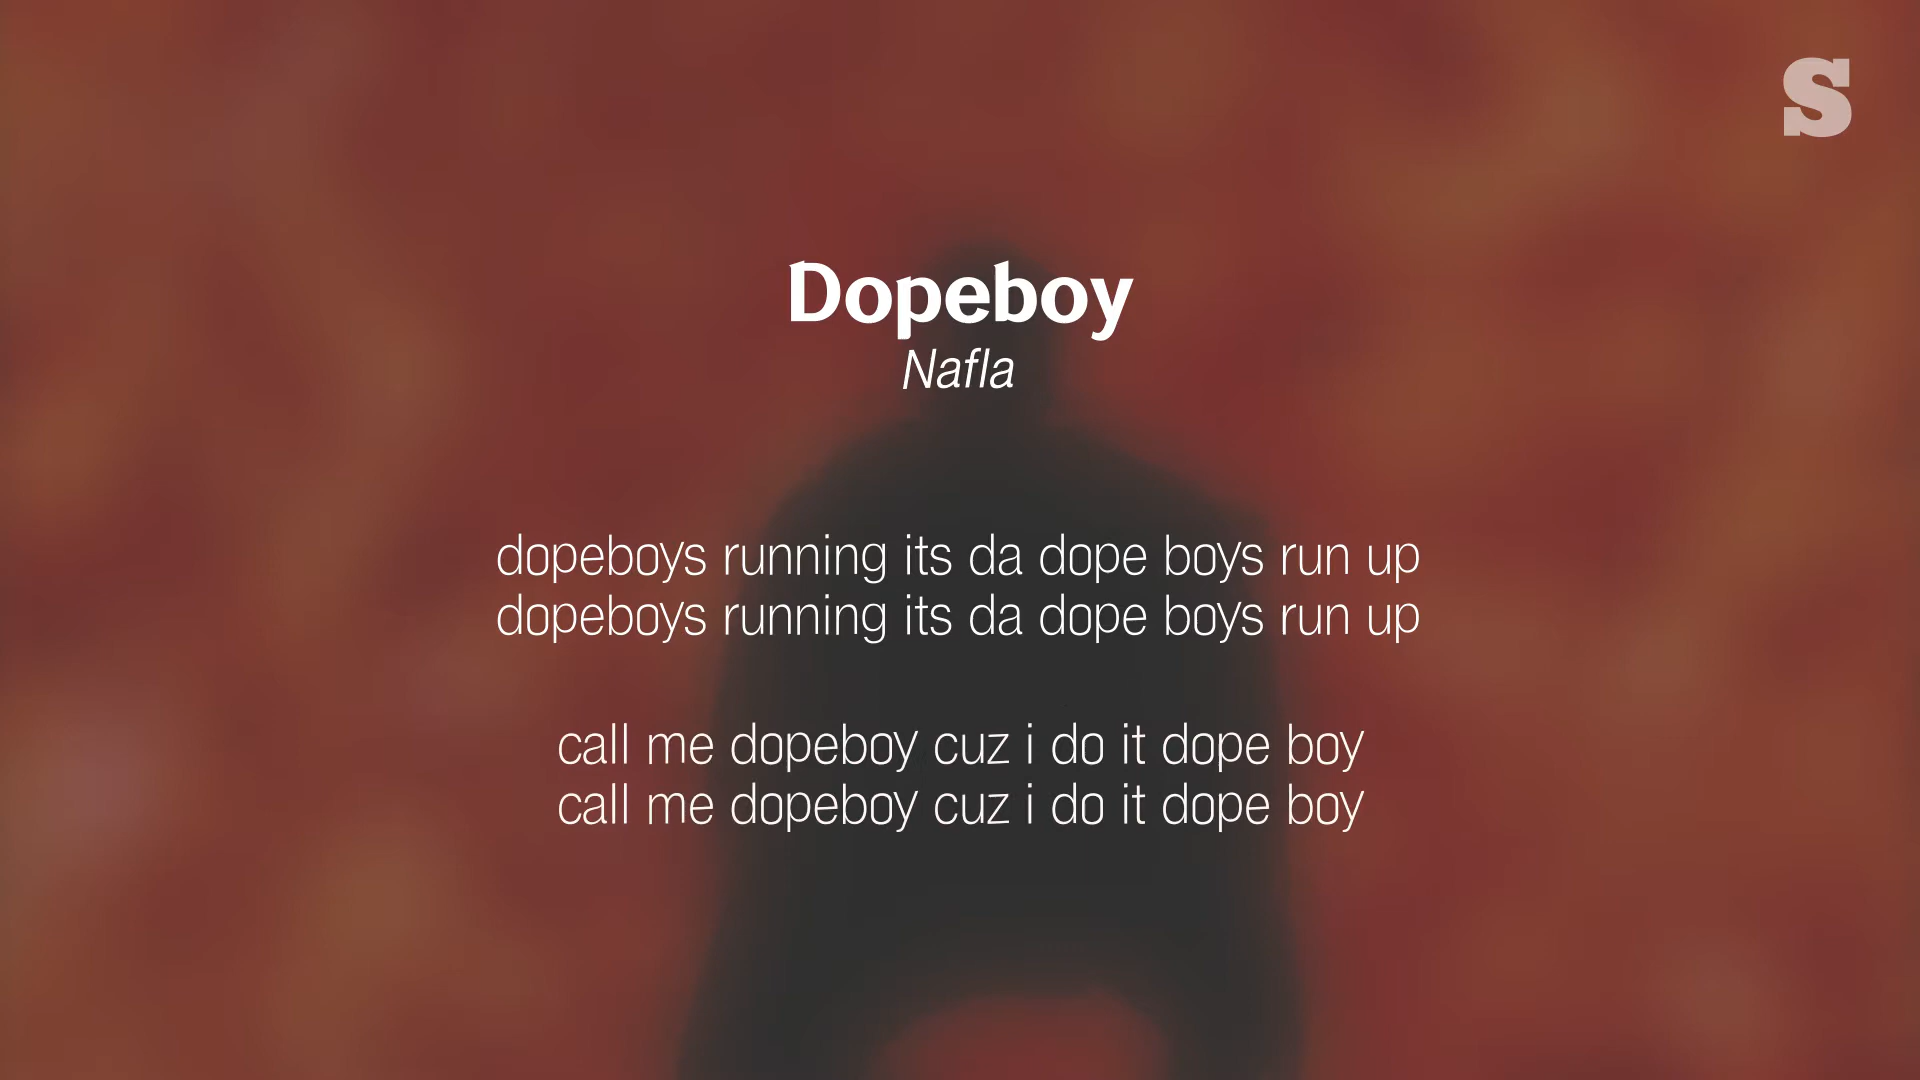 S
Dopeboy
Nafla
dopeboys running its da dope boys run up
dopeboys running its da dope boys run up
call me dopeboy cuz i do it dope boy
call me dopeboy cuz i do it dope boy